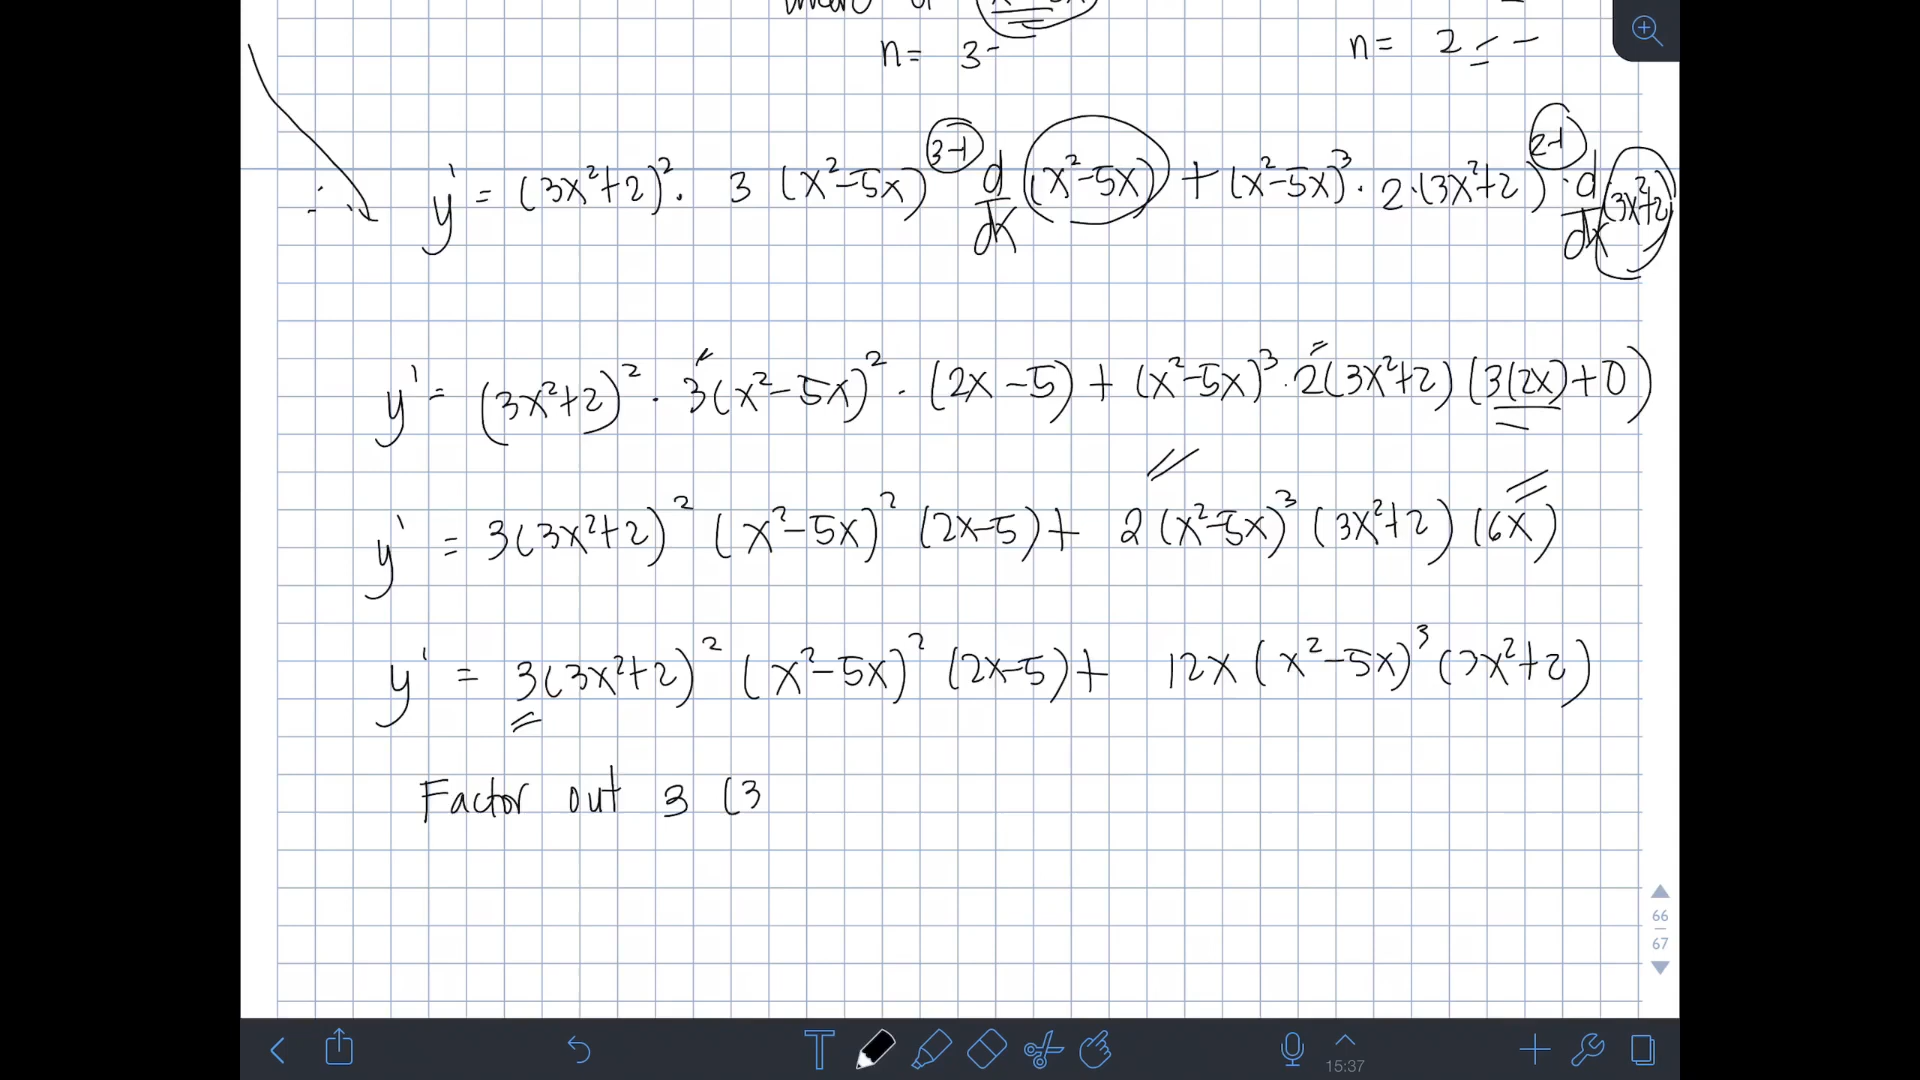 n = 3
n = 2
∴ y' = (3x²+2)² · 3 (x²-5x)³⁻¹ d/dx (x²-5x) + (x²-5x)³ · 2 · (3x²+2)²⁻¹ · d/dx (3x²+2)
y' = (3x²+2)² · 3(x²-5x)² · (2x-5) + (x²-5x)³ · 2(3x²+2)(3(2x)+0)
y' = 3(3x²+2)² (x²-5x)² (2x-5) + 2(x²-5x)³ (3x²+2)(6x)
y' = 3(3x²+2)² (x²-5x)² (2x-5) + 12x(x²-5x)³ (3x²+2)
Factor out 3 (3
66
67
T
15:37